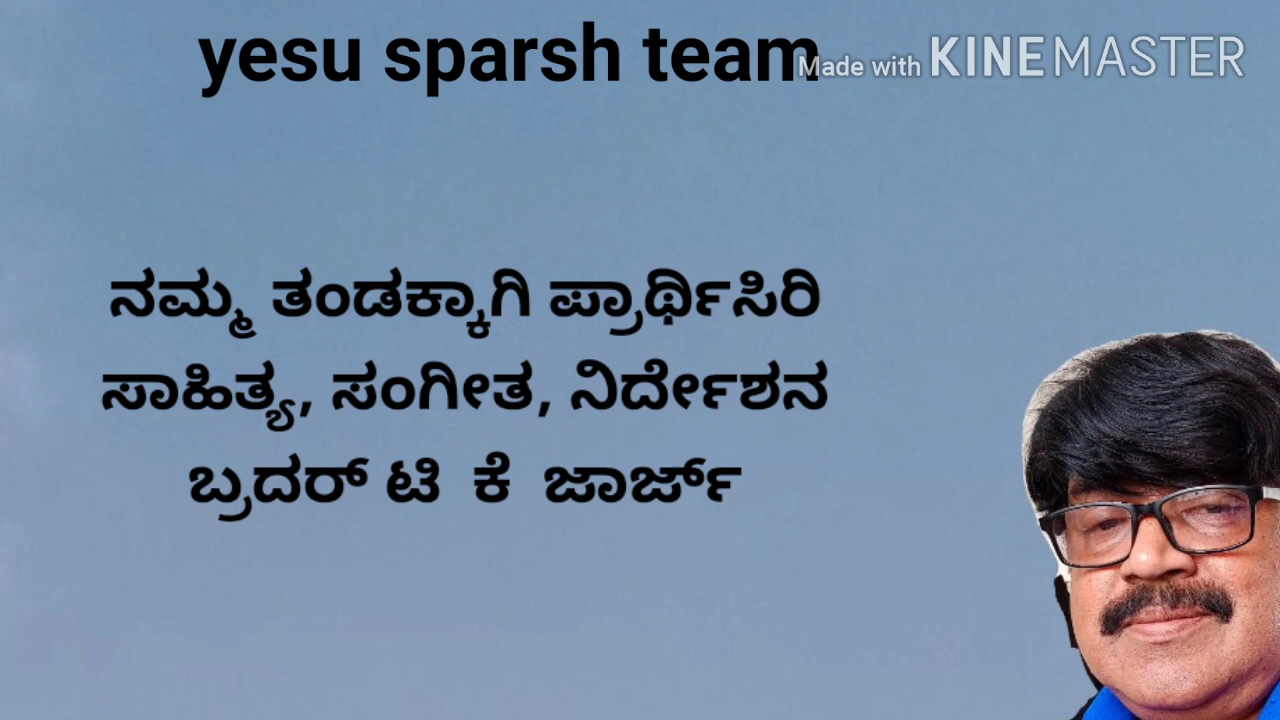 yesu sparsh team
Made with KINEMASTER
ನಮ್ಮ ತಂಡಕ್ಕಾಗಿ ಪ್ರಾರ್ಥಿಸಿರಿ
ಸಾಹಿತ್ಯ, ಸಂಗೀತ, ನಿರ್ದೇಶನ
ಬ್ರದರ್ ಟಿ ಕೆ ಜಾರ್ಜ್